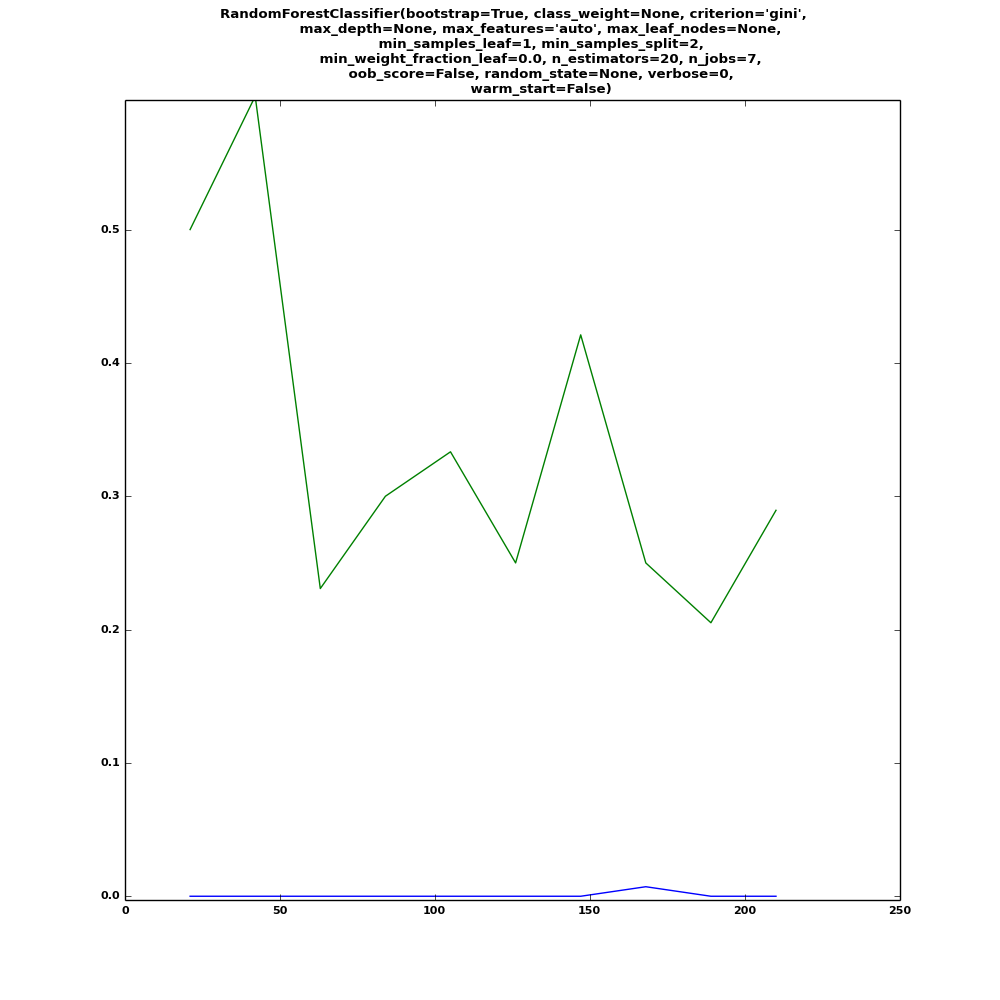 RandomForestClassifier(bootstrap=True, class_weight=None, criterion='gini',
max_depth=None, max_features='auto', max_leaf_nodes=None,
min_samples_leaf=1, min_samples_split=2,
min_weight_fraction_leaf=0.0, n_estimators=20, n_jobs=7,
oob_score=False, random_state=None, verbose=0,
warm_start=False)
0.5
0.4
0.3
0.2
0.1
0.0
0 50 100 150 200 250